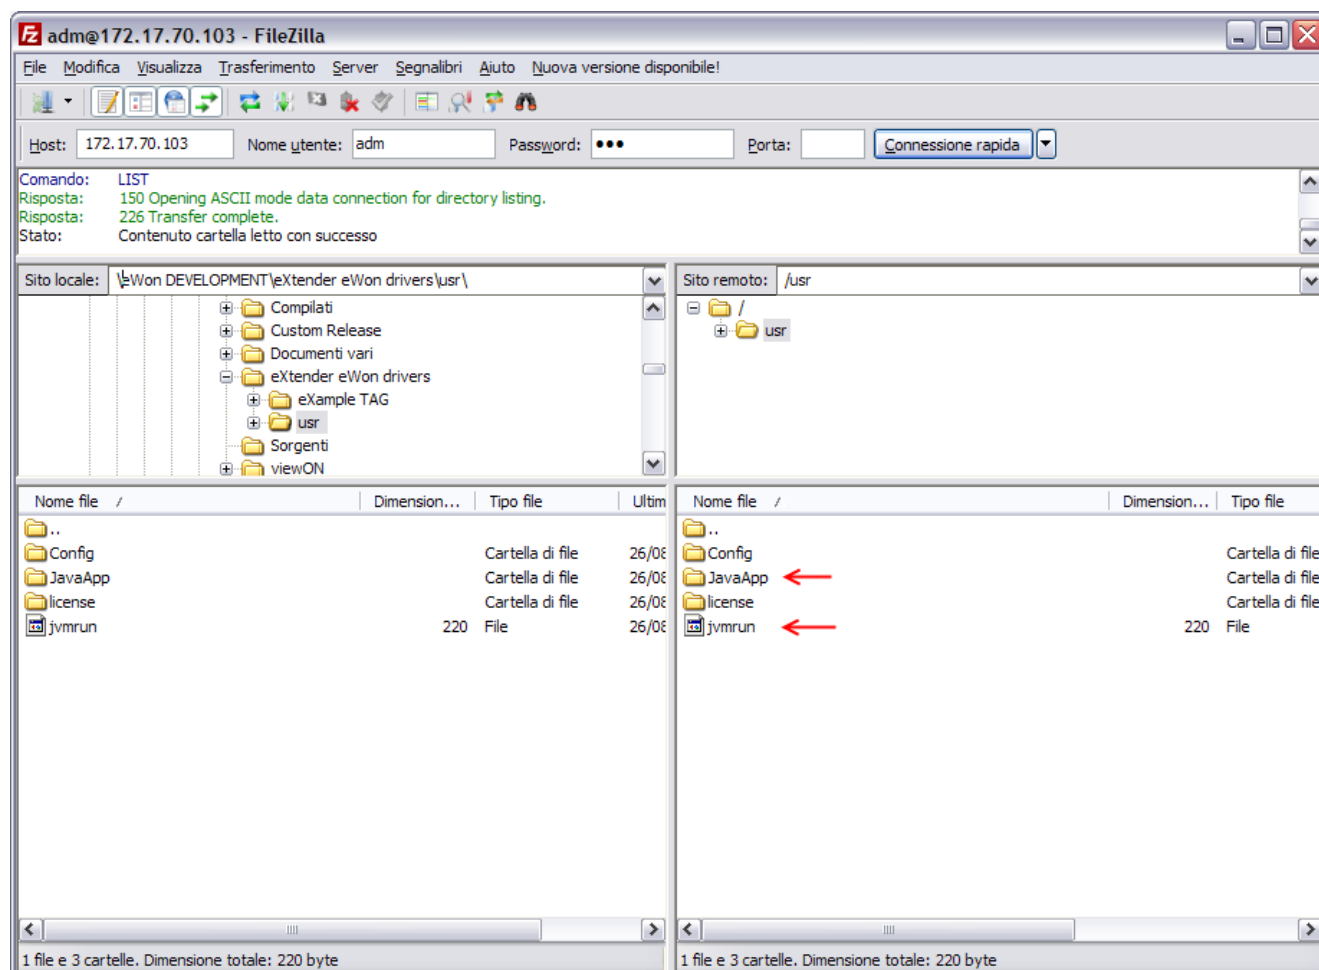 adm@172.17.70.103 - FileZilla
File Modifica Visualizza Trasferimento Server Segnalibri Aiuto Nuova versione disponibile!
Host: 172.17.70.103 Nome utente: adm Password: ●●● Porta: Connessione rapida
Comando: LIST
Risposta: 150 Opening ASCII mode data connection for directory listing.
Risposta: 226 Transfer complete.
Stato: Contenuto cartella letto con successo
Sito locale: \eWon DEVELOPMENT\eXtender eWon drivers\usr\
Compilati
Custom Release
Documenti vari
eXtender eWon drivers
eXample TAG
usr
Sorgenti
viewON
Sito remoto: /usr
/
usr
Nome file / Dimension... Tipo file Ultim
..
Config Cartella di file 26/08
JavaApp Cartella di file 26/08
license Cartella di file 26/08
jvmrun 220 File 26/08
1 file e 3 cartelle. Dimensione totale: 220 byte
Nome file / Dimension... Tipo file
..
Config Cartella di file
JavaApp Cartella di file
license Cartella di file
jvmrun 220 File
1 file e 3 cartelle. Dimensione totale: 220 byte